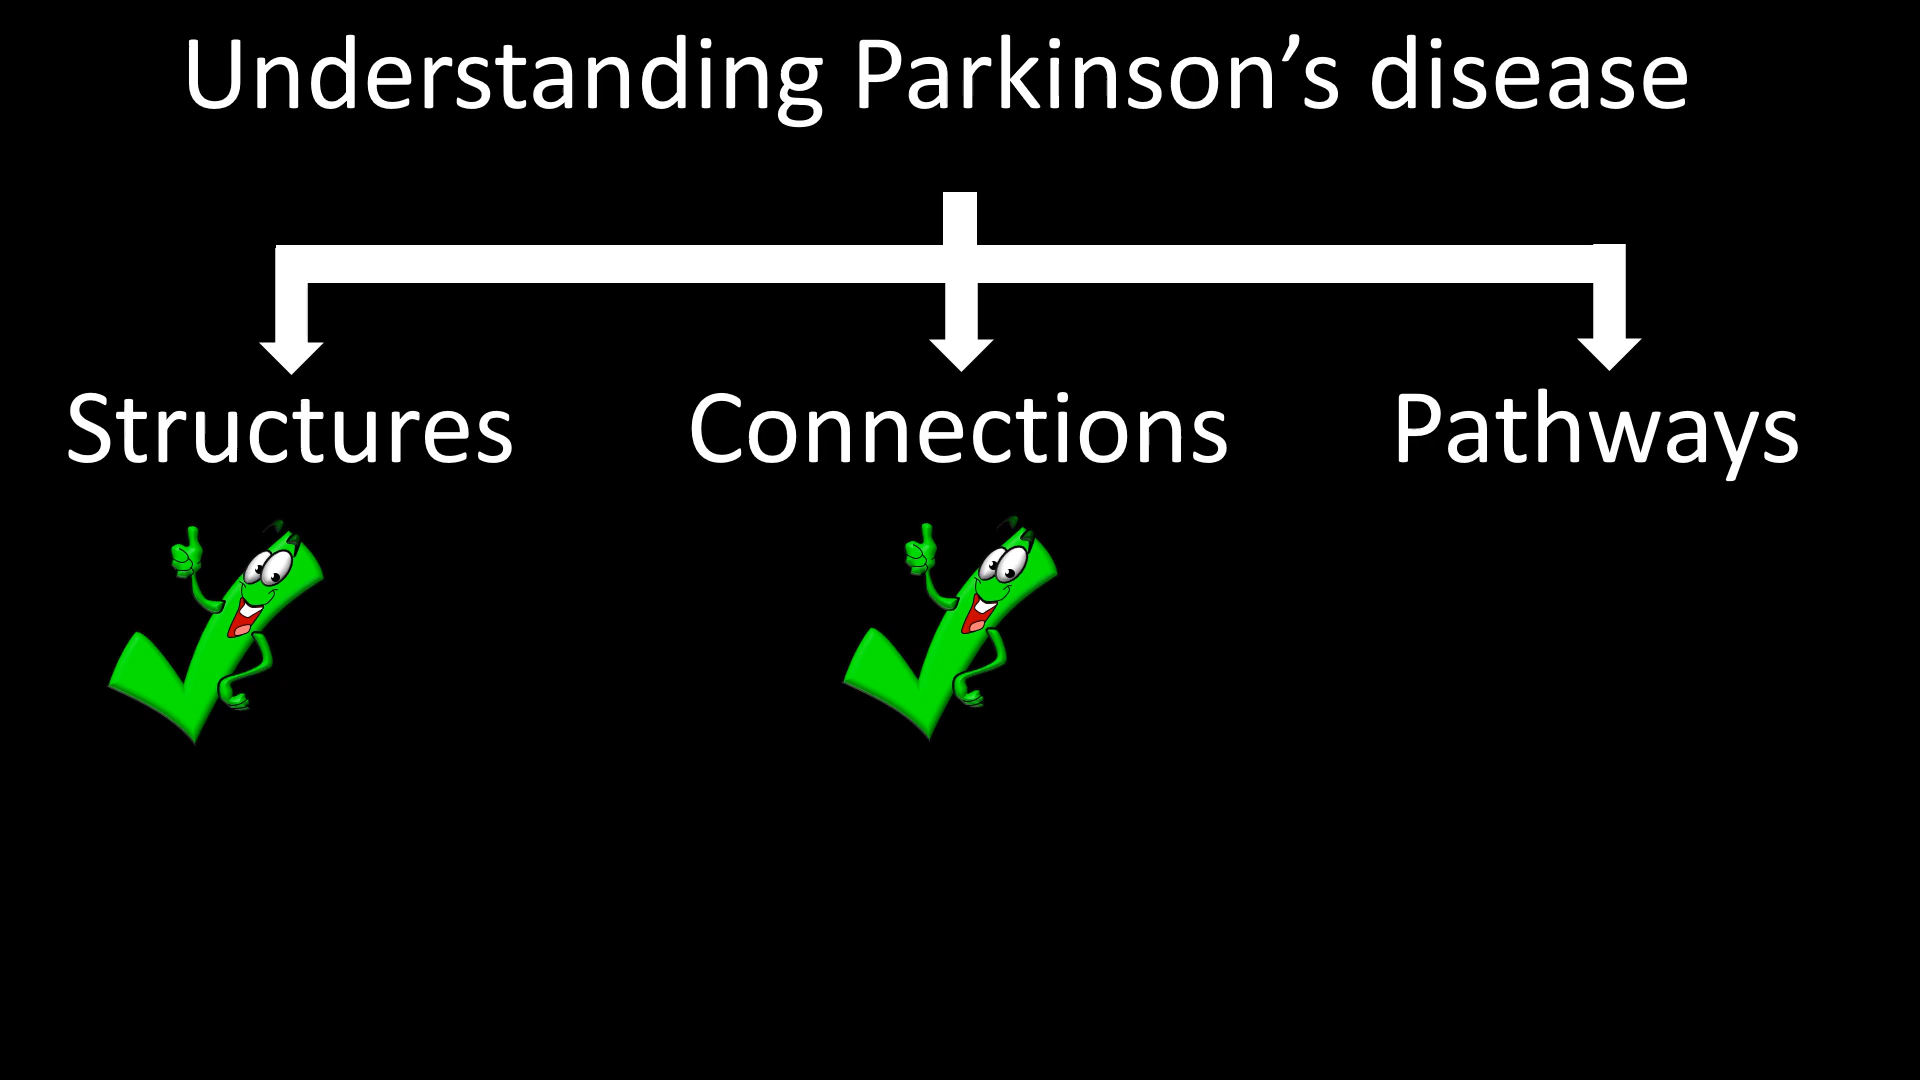 Understanding Parkinson’s disease
Structures
Connections
Pathways